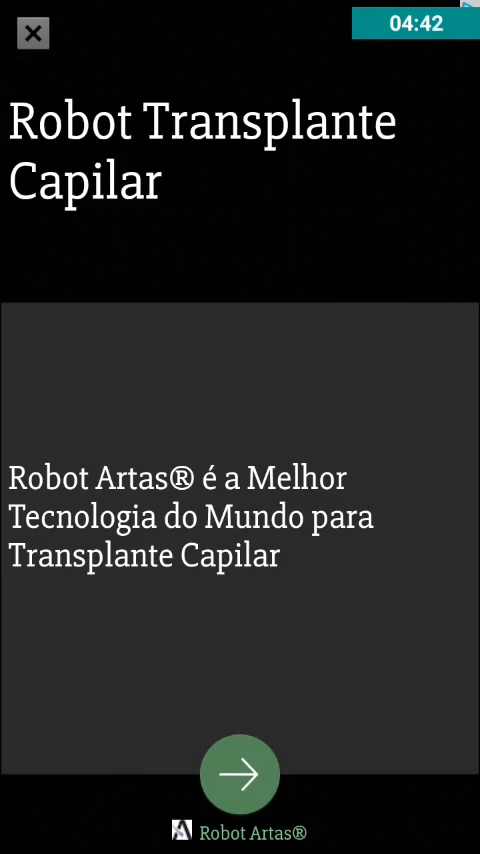 04:42
Robot Transplante
Capilar
Robot Artas® é a Melhor
Tecnologia do Mundo para
Transplante Capilar
Robot Artas®